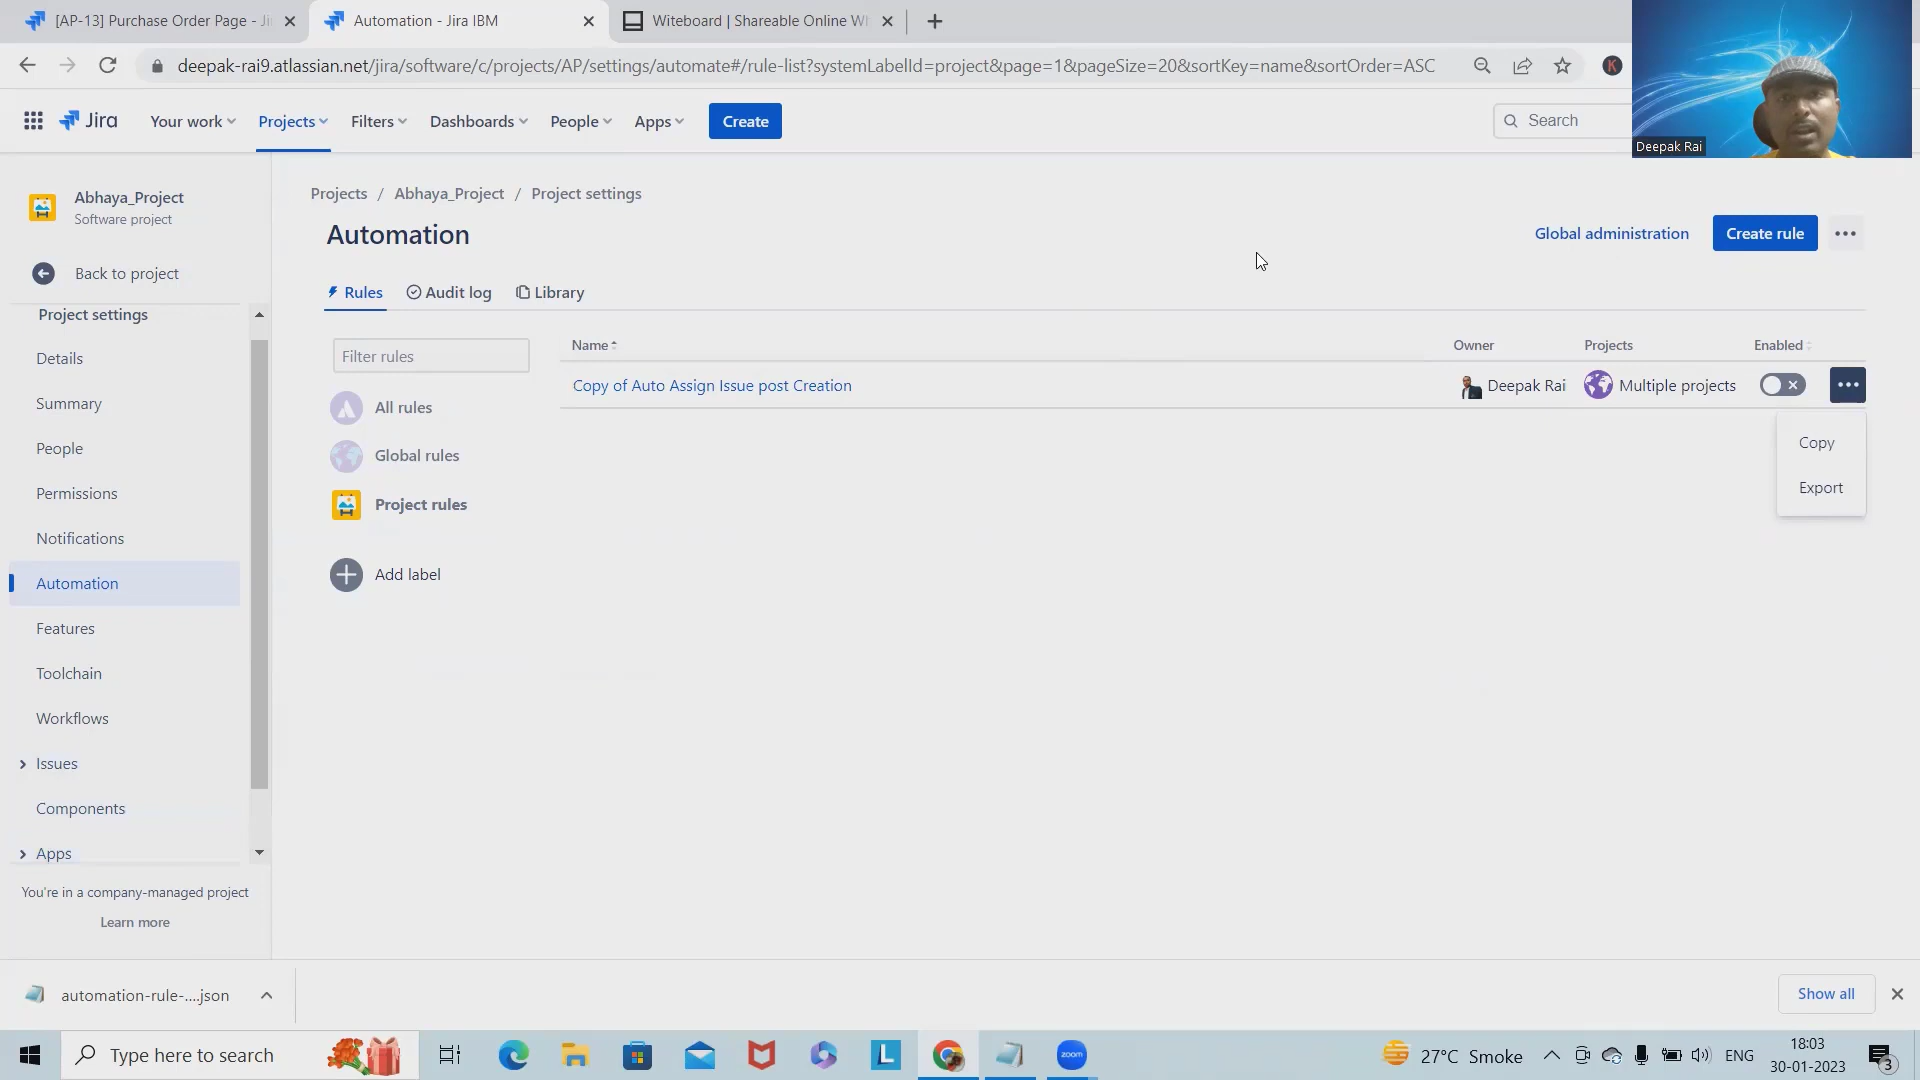 [AP-13] Purchase Order Page - Ji
Automation - Jira IBM
Witeboard | Shareable Online Wh
deepak-rai9.atlassian.net/jira/software/c/projects/AP/settings/automate#/rule-list?systemLabelId=project&page=1&pageSize=20&sortKey=name&sortOrder=ASC
K
Deepak Rai
Jira
Your work
Projects
Filters
Dashboards
People
Apps
Create
Search
Abhaya_Project
Software project
Back to project
Project settings
Details
Summary
People
Permissions
Notifications
Automation
Features
Toolchain
Workflows
Issues
Components
Apps
You're in a company-managed project
Learn more
Projects / Abhaya_Project / Project settings
Automation
Global administration
Create rule
Rules
Audit log
Library
Filter rules
All rules
Global rules
Project rules
Add label
Name
Owner
Projects
Enabled
Copy of Auto Assign Issue post Creation
Deepak Rai
Multiple projects
Copy
Export
automation-rule-....json
Show all
Type here to search
L
zoom
27°C Smoke
ENG
18:03
30-01-2023
3